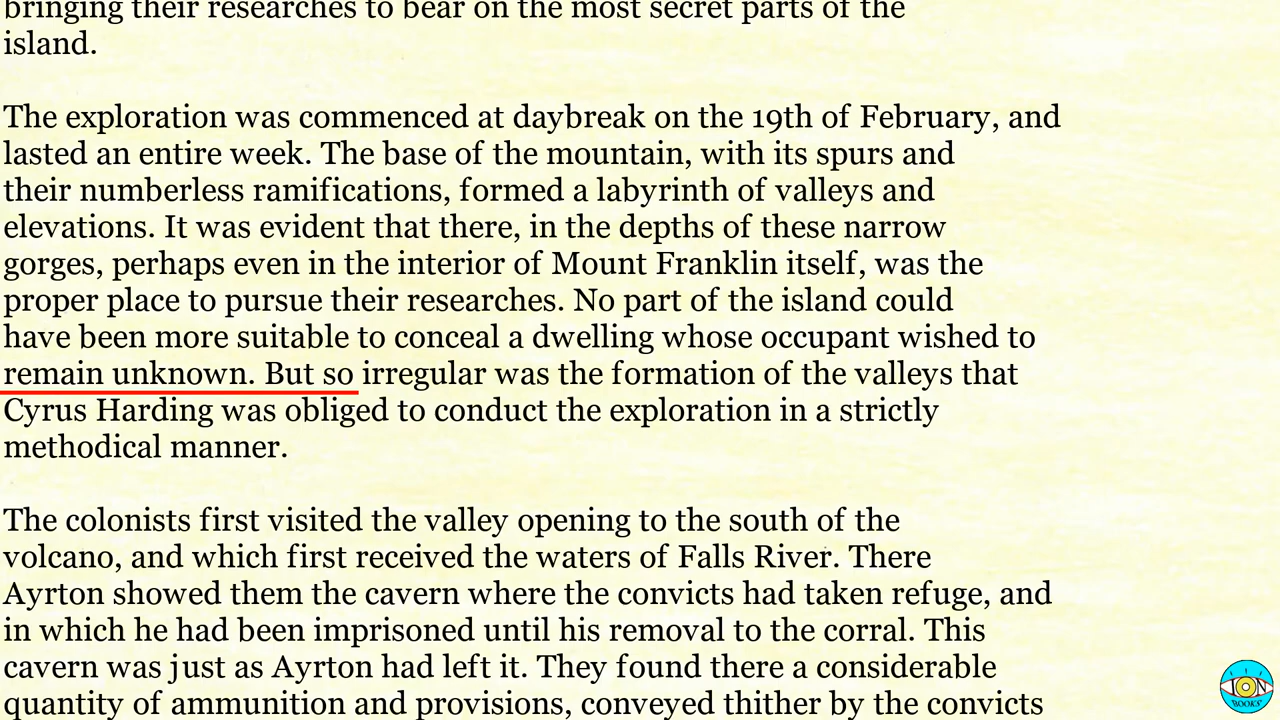 bringing their researches to bear on the most secret parts of the
island.
The exploration was commenced at daybreak on the 19th of February, and
lasted an entire week. The base of the mountain, with its spurs and
their numberless ramifications, formed a labyrinth of valleys and
elevations. It was evident that there, in the depths of these narrow
gorges, perhaps even in the interior of Mount Franklin itself, was the
proper place to pursue their researches. No part of the island could
have been more suitable to conceal a dwelling whose occupant wished to
remain unknown. But so irregular was the formation of the valleys that
Cyrus Harding was obliged to conduct the exploration in a strictly
methodical manner.
The colonists first visited the valley opening to the south of the
volcano, and which first received the waters of Falls River. There
Ayrton showed them the cavern where the convicts had taken refuge, and
in which he had been imprisoned until his removal to the corral. This
cavern was just as Ayrton had left it. They found there a considerable
quantity of ammunition and provisions, conveyed thither by the convicts
ION
BOOKS